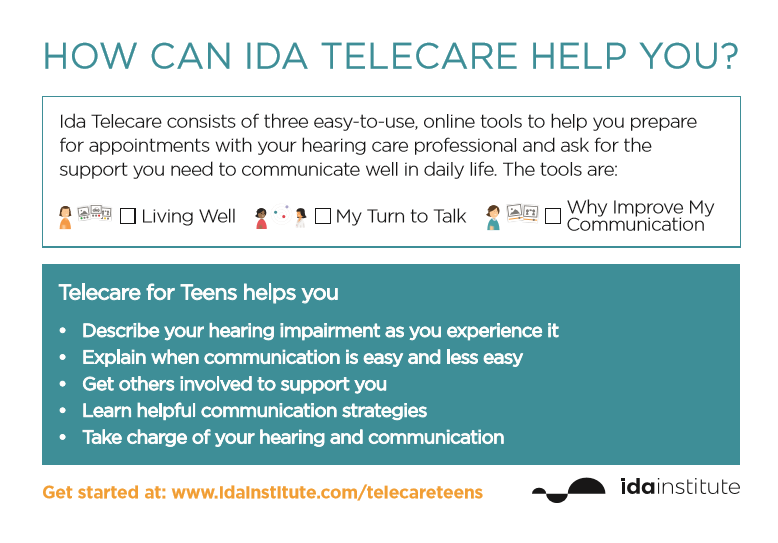 HOW CAN IDA TELECARE HELP YOU?
Ida Telecare consists of three easy-to-use, online tools to help you prepare
for appointments with your hearing care professional and ask for the
support you need to communicate well in daily life. The tools are:
Living Well
My Turn to Talk
Why Improve My
Communication
Telecare for Teens helps you
• Describe your hearing impairment as you experience it
• Explain when communication is easy and less easy
• Get others involved to support you
• Learn helpful communication strategies
• Take charge of your hearing and communication
Get started at: www.idainstitute.com/telecareteens
idainstitute